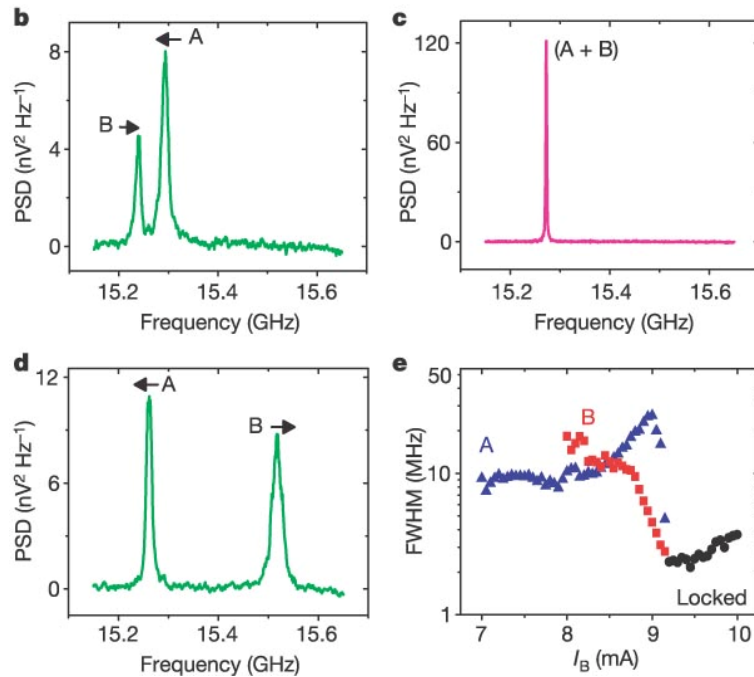 b
8
4
0
A
B
PSD (nV² Hz⁻¹)
15.2 15.4 15.6
Frequency (GHz)
c
120
60
0
(A + B)
PSD (nV² Hz⁻¹)
15.2 15.4 15.6
Frequency (GHz)
d
12
6
0
A
B
PSD (nV² Hz⁻¹)
15.2 15.4 15.6
Frequency (GHz)
e
50
10
1
A
B
Locked
FWHM (MHz)
7 8 9 10
I_B (mA)